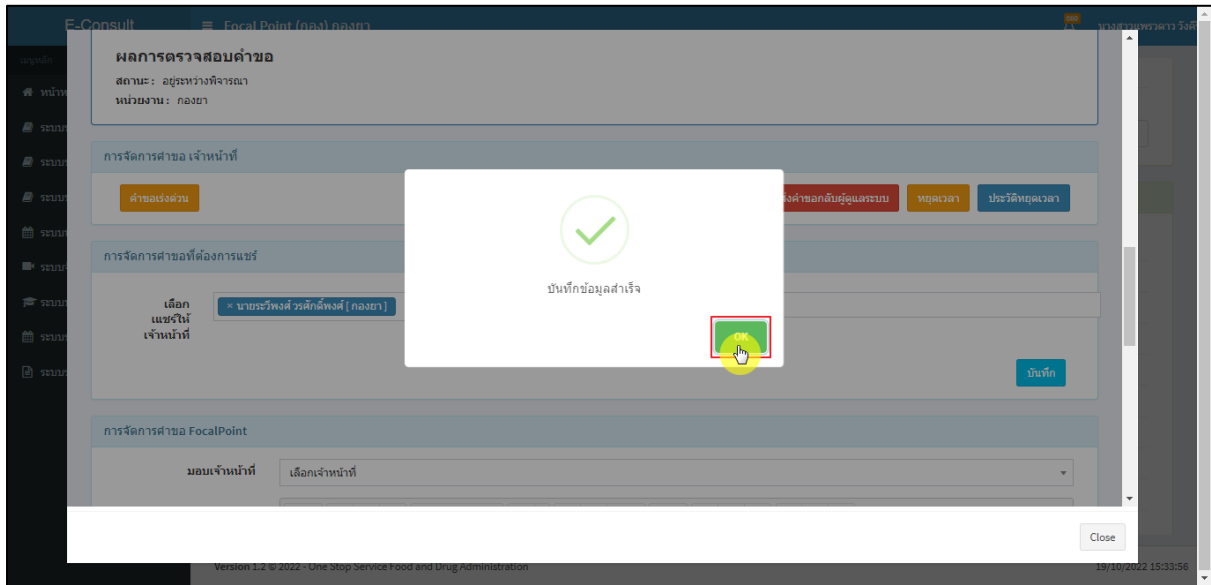 E-Consult
Focal Point (กอง) กองยา
เมนูหลัก
ผลการตรวจสอบคำขอ
สถานะ : อยู่ระหว่างพิจารณา
หน่วยงาน : กองยา
การจัดการคำขอ เจ้าหน้าที่
คำขอเร่งด่วน
หยุดเวลา
ประวัติหยุดเวลา
การจัดการคำขอที่ต้องการแชร์
เลือก
แชร์ให้
เจ้าหน้าที่
× นายระวีพงศ์ วรศักดิ์พงศ์ [ กองยา ]
บันทึกข้อมูลสำเร็จ
OK
บันทึก
การจัดการคำขอ FocalPoint
มอบเจ้าหน้าที่
เลือกเจ้าหน้าที่
Close
Version 1.2 © 2022 - One Stop Service Food and Drug Administration
19/10/2022 15:33:56